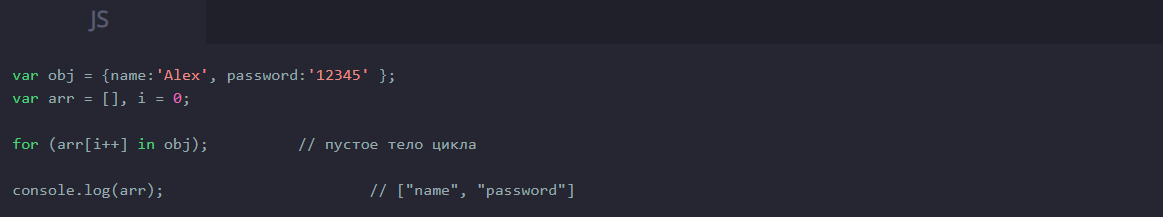 JS
var obj = {name:'Alex', password:'12345' };
var arr = [], i = 0;
for (arr[i++] in obj);          // пустое тело цикла
console.log(arr);                       // ["name", "password"]